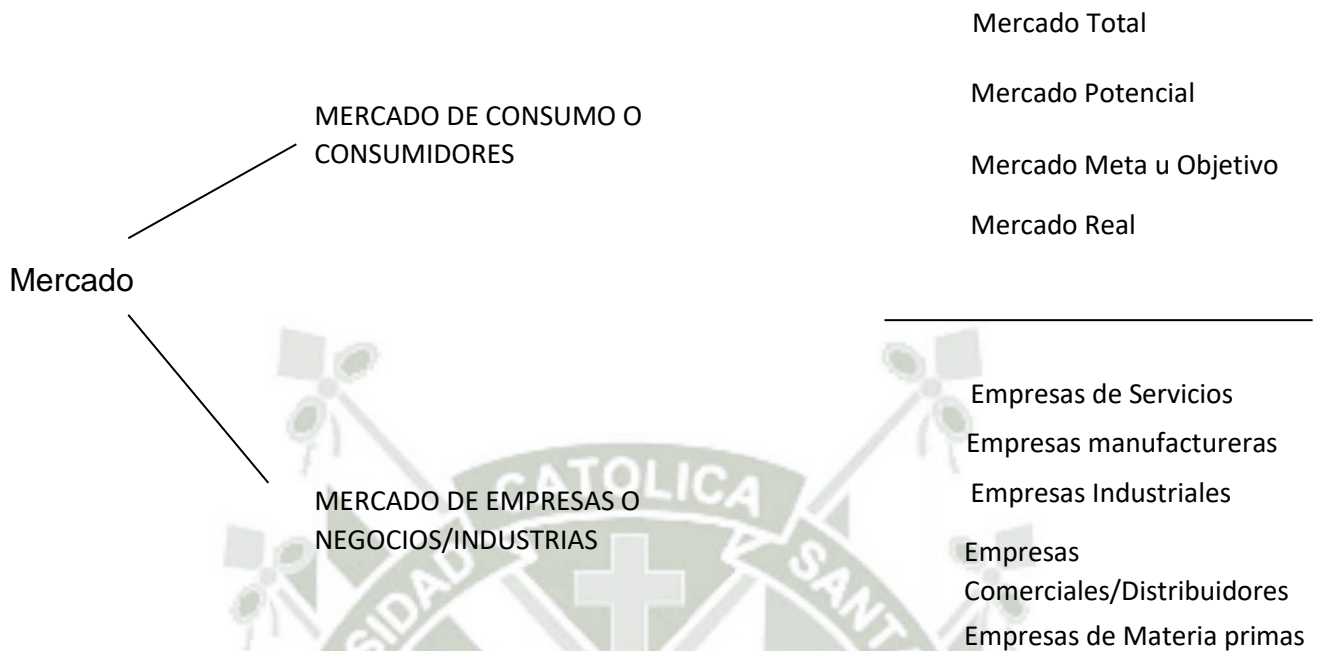 Mercado Total
Mercado Potencial
MERCADO DE CONSUMO O
CONSUMIDORES
Mercado Meta u Objetivo
Mercado Real
Mercado
Empresas de Servicios
Empresas manufactureras
MERCADO DE EMPRESAS O
NEGOCIOS/INDUSTRIAS
Empresas Industriales
Empresas
Comerciales/Distribuidores
Empresas de Materia primas
CATOLICA
SIDAD
SANTA